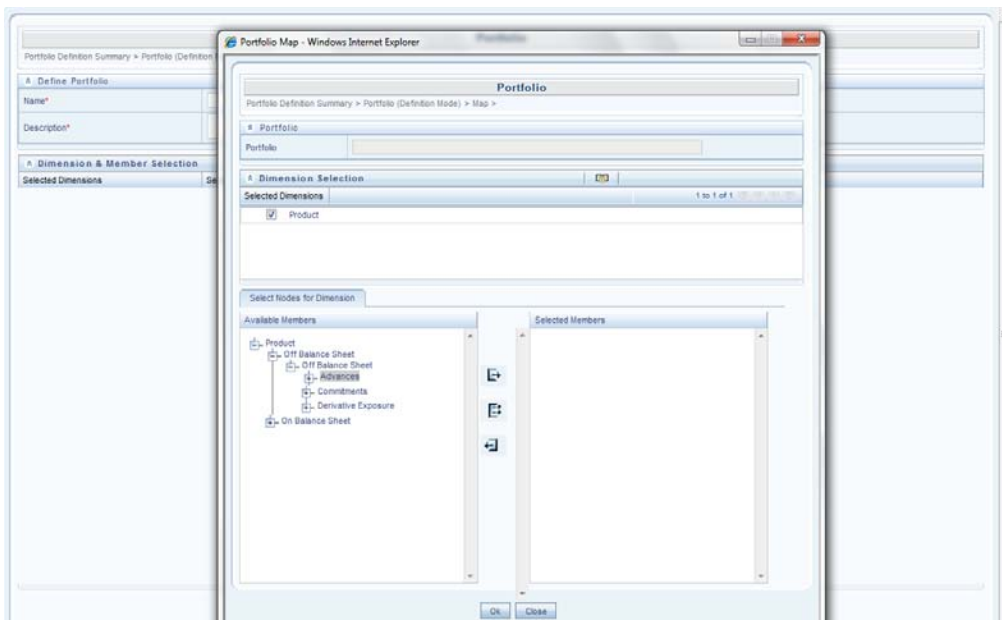 Portfolio Map - Windows Internet Explorer
Portfolio
Portfolio Definition Summary > Portfolio (Definition
Define Portfolio
Name*
Description*
Dimension & Member Selection
Selected Dimensions
Se
Portfolio
Portfolio Definition Summary > Portfolio (Definition Mode) > Map >
Portfolio
Portfolio
Dimension Selection
Selected Dimensions 1 to 1 of 1
Product
Select Nodes for Dimension
Available Members
Selected Members
Product
Off Balance Sheet
Off Balance Sheet
Advances
Commitments
Derivative Exposure
On Balance Sheet
Ok Close